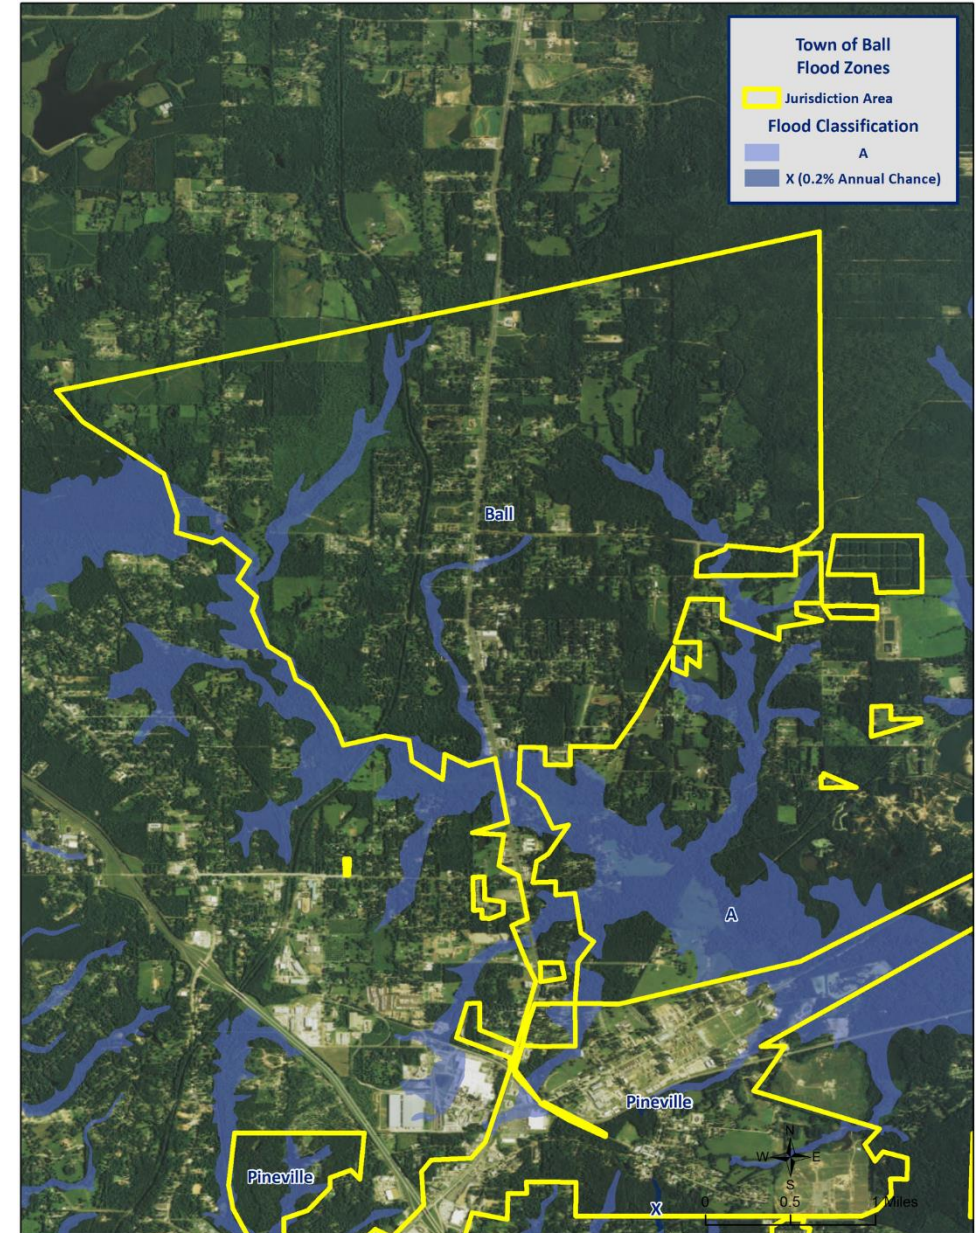 Town of Ball
Flood Zones
Jurisdiction Area
Flood Classification
A
X (0.2% Annual Chance)
Ball
A
Pineville
Pineville
N
W E
S
0 0.5 1 Miles
X